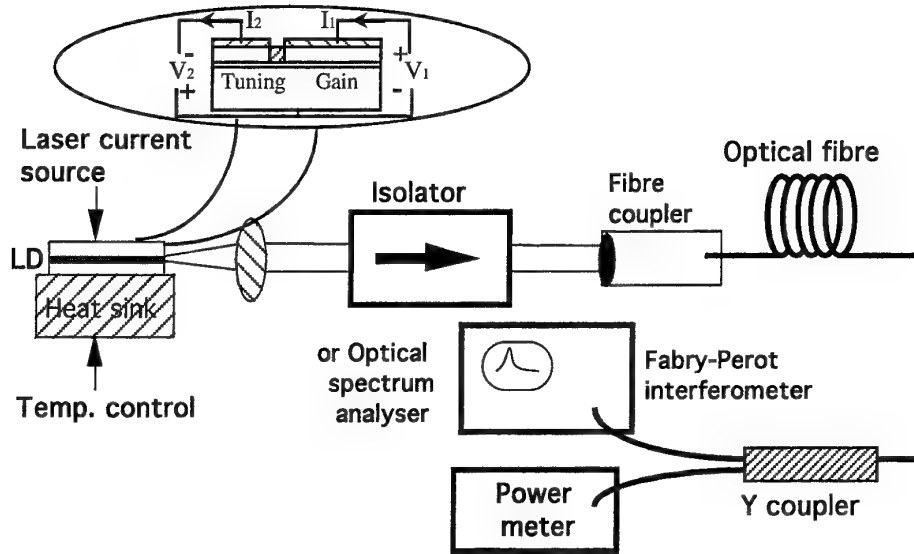 I2
I1
-
+
V2
V1
+
-
Tuning
Gain
Laser current
source
LD
Heat sink
Temp. control
Isolator
Fibre
coupler
Optical fibre
or Optical
spectrum
analyser
Fabry-Perot
interferometer
Power
meter
Y coupler